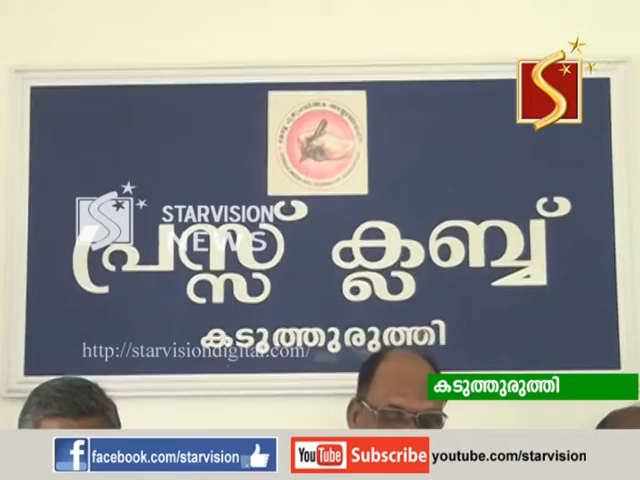 STARVISION
NEWS
പ്രസ്സ് ക്ലബ്ബ്
കടുത്തുരുത്തി
http://starvisiondigital.com/
കടുത്തുരുത്തി
facebook.com/starvision
YouTube Subscribe youtube.com/starvision